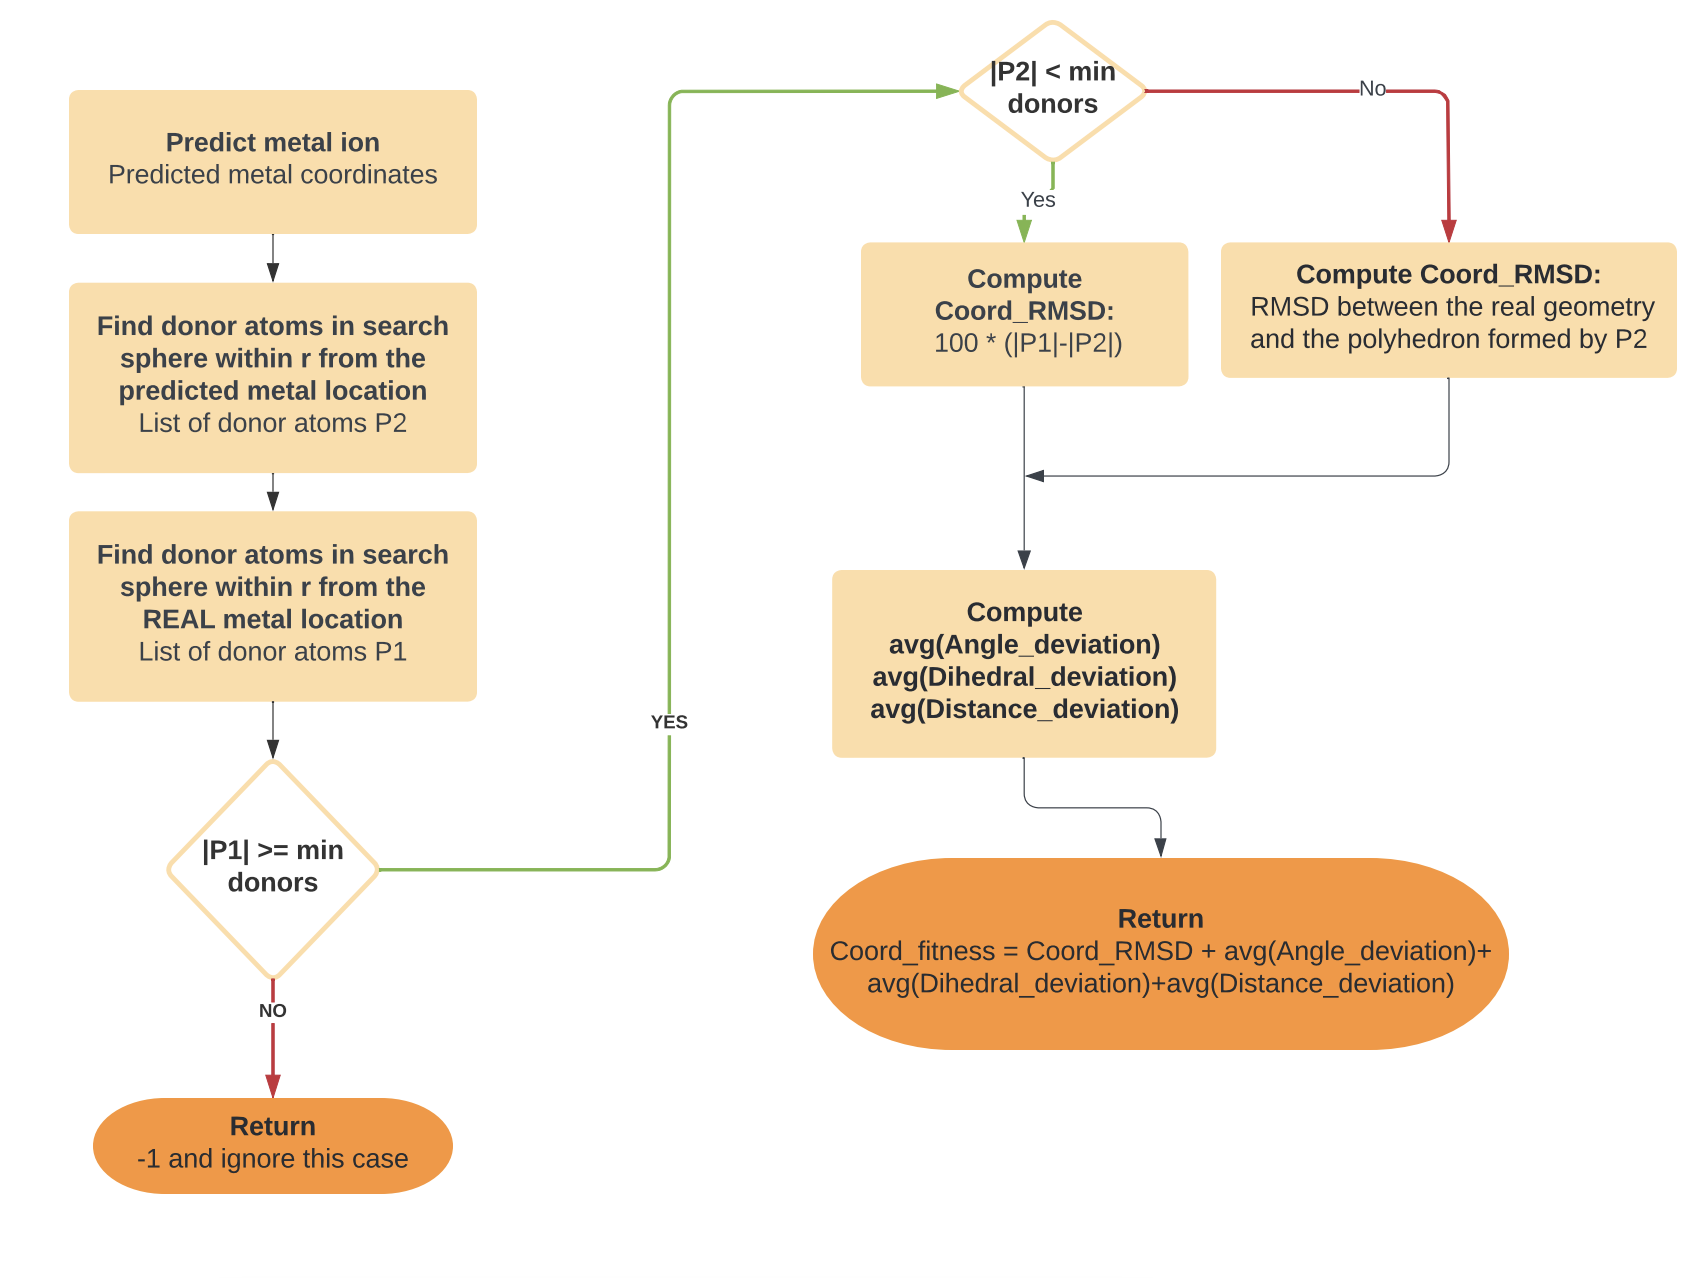 Predict metal ion
Predicted metal coordinates
Find donor atoms in search
sphere within r from the
predicted metal location
List of donor atoms P2
Find donor atoms in search
sphere within r from the
REAL metal location
List of donor atoms P1
|P1| >= min
donors
NO
Return
-1 and ignore this case
YES
|P2| < min
donors
Yes
No
Compute
Coord_RMSD:
100 * (|P1|-|P2|)
Compute Coord_RMSD:
RMSD between the real geometry
and the polyhedron formed by P2
Compute
avg(Angle_deviation)
avg(Dihedral_deviation)
avg(Distance_deviation)
Return
Coord_fitness = Coord_RMSD + avg(Angle_deviation)+
avg(Dihedral_deviation)+avg(Distance_deviation)